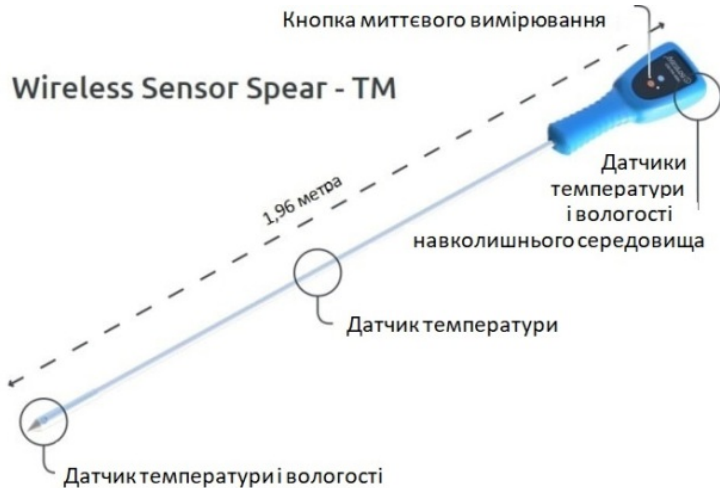 Кнопка миттєвого вимірювання
Wireless Sensor Spear - TM
1,96 метра
Датчики
температури
і вологості
навколишнього середовища
Датчик температури
Датчик температури і вологості